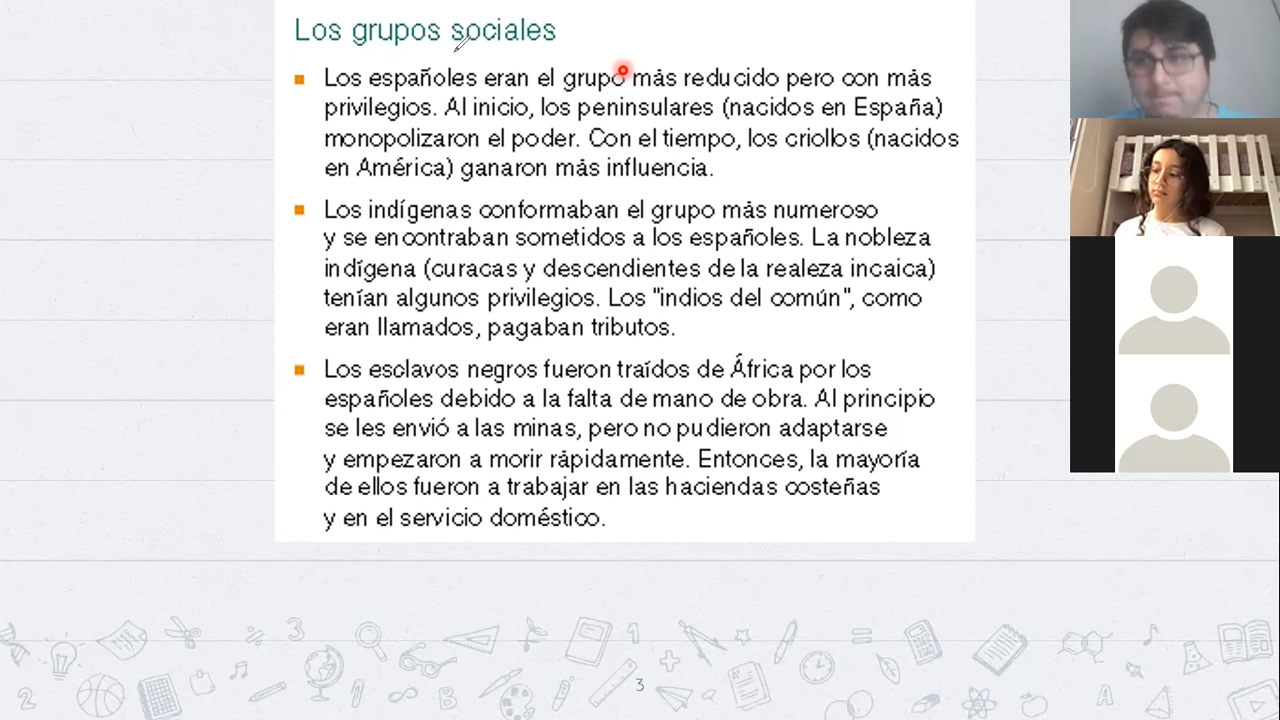 Los grupos sociales
Los españoles eran el grupo más reducido pero con más
privilegios. Al inicio, los peninsulares (nacidos en España)
monopolizaron el poder. Con el tiempo, los criollos (nacidos
en América) ganaron más influencia.
Los indígenas conformaban el grupo más numeroso
y se encontraban sometidos a los españoles. La nobleza
indígena (curacas y descendientes de la realeza incaica)
tenían algunos privilegios. Los "indios del común", como
eran llamados, pagaban tributos.
Los esclavos negros fueron traídos de África por los
españoles debido a la falta de mano de obra. Al principio
se les envió a las minas, pero no pudieron adaptarse
y empezaron a morir rápidamente. Entonces, la mayoría
de ellos fueron a trabajar en las haciendas costeñas
y en el servicio doméstico.
3